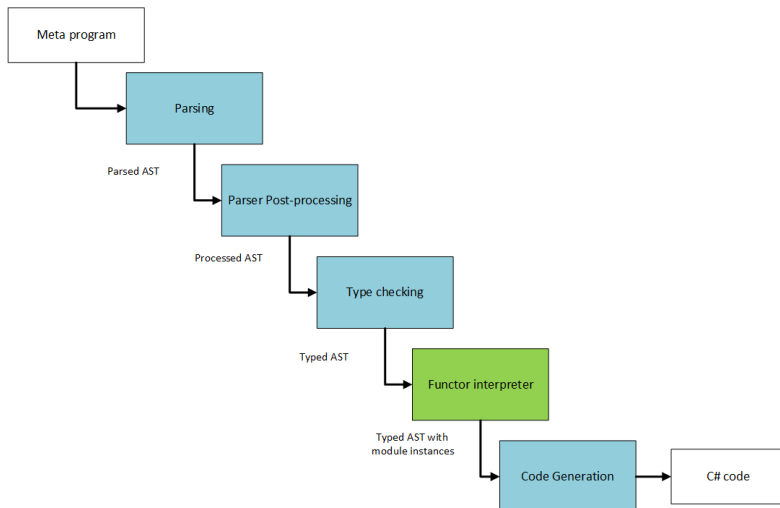 Meta program
Parsing
Parsed AST
Parser Post-processing
Processed AST
Type checking
Typed AST
Functor interpreter
Typed AST with
module instances
Code Generation
C# code